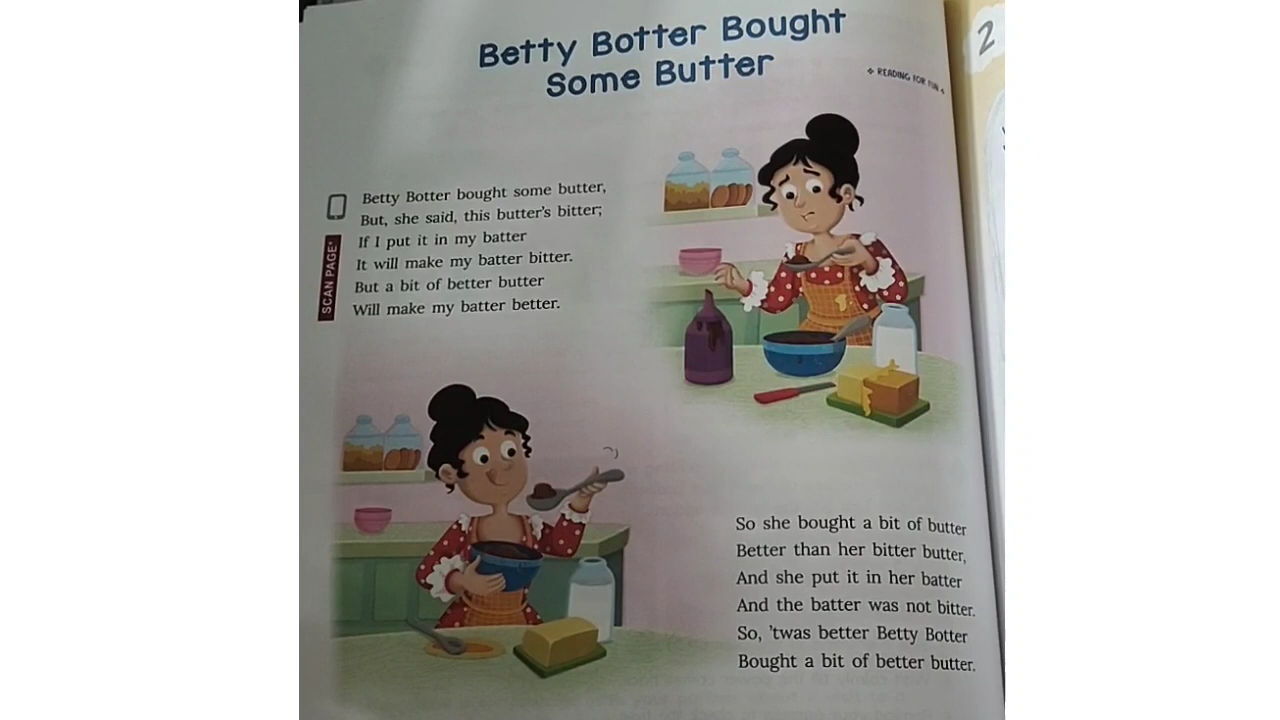 Betty Botter Bought
Some Butter
READING FOR FUN
2
Betty Botter bought some butter,
But, she said, this butter's bitter;
If I put it in my batter
It will make my batter bitter.
But a bit of better butter
Will make my batter better.
SCAN PAGE*
So she bought a bit of butter
Better than her bitter butter,
And she put it in her batter
And the batter was not bitter.
So, 'twas better Betty Botter
Bought a bit of better butter.